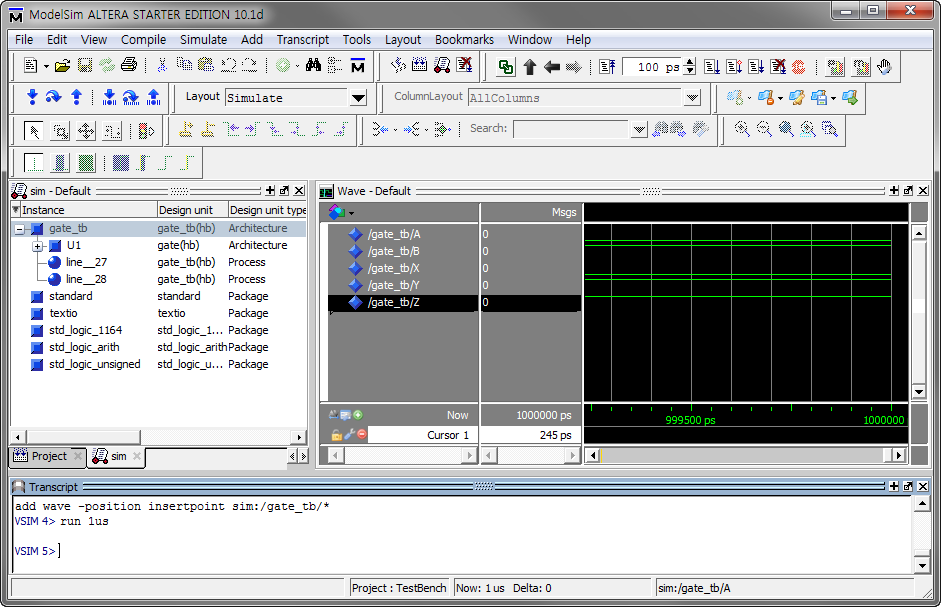 ModelSim ALTERA STARTER EDITION 10.1d
File Edit View Compile Simulate Add Transcript Tools Layout Bookmarks Window Help
100 ps
Layout Simulate ColumnLayout AllColumns
Search:
sim - Default
Instance Design unit Design unit type
gate_tb gate_tb(hb) Architecture
U1 gate(hb) Architecture
line__27 gate_tb(hb) Process
line__28 gate_tb(hb) Process
standard standard Package
textio textio Package
std_logic_1164 std_logic_1... Package
std_logic_arith std_logic_arith Package
std_logic_unsigned std_logic_u... Package
Project sim
Wave - Default
Msgs
/gate_tb/A 0
/gate_tb/B 0
/gate_tb/X 0
/gate_tb/Y 0
/gate_tb/Z 0
Now 1000000 ps 999500 ps 1000000
Cursor 1 245 ps
Transcript
add wave -position insertpoint sim:/gate_tb/*
VSIM 4> run 1us
VSIM 5>
Project : TestBench Now: 1 us Delta: 0 sim:/gate_tb/A